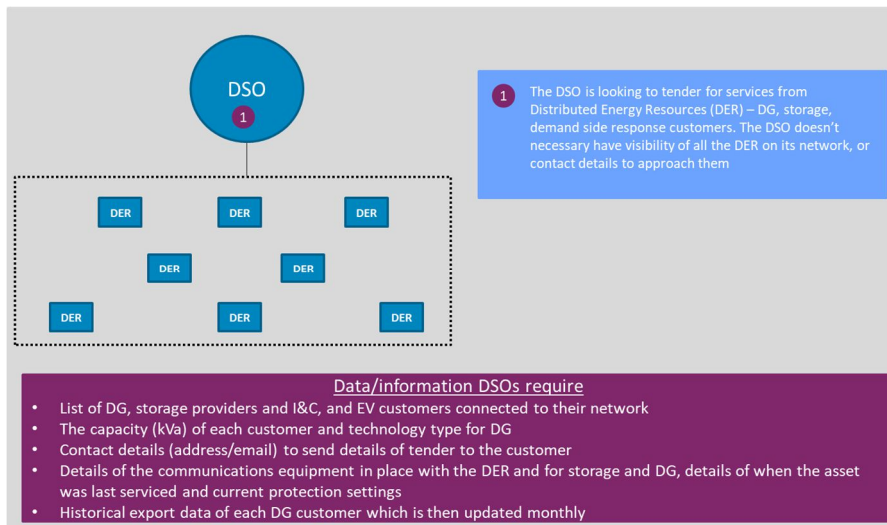 DSO
1
1
The DSO is looking to tender for services from
Distributed Energy Resources (DER) – DG, storage,
demand side response customers. The DSO doesn't
necessary have visibility of all the DER on its network, or
contact details to approach them
DER DER DER
DER DER
DER DER DER
Data/information DSOs require
• List of DG, storage providers and I&C, and EV customers connected to their network
• The capacity (kVa) of each customer and technology type for DG
• Contact details (address/email) to send details of tender to the customer
• Details of the communications equipment in place with the DER and for storage and DG, details of when the asset
was last serviced and current protection settings
• Historical export data of each DG customer which is then updated monthly